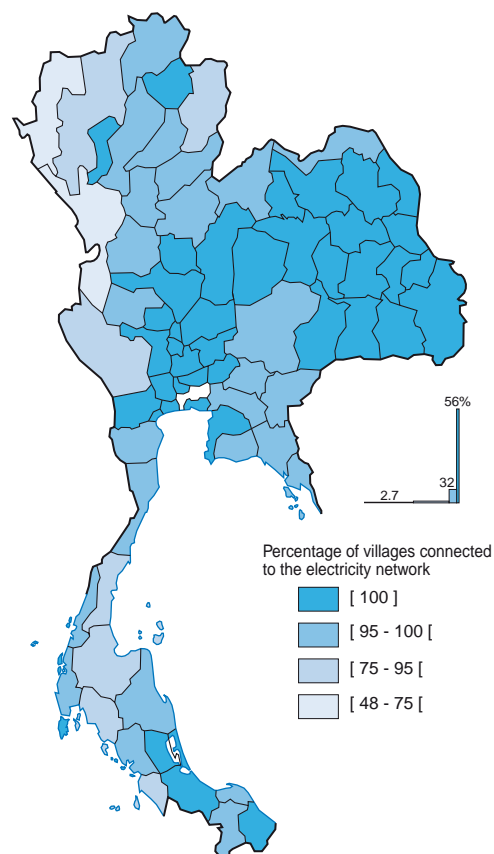 56%
32
2.7
Percentage of villages connected
to the electricity network
[ 100 ]
[ 95 - 100 [
[ 75 - 95 [
[ 48 - 75 [